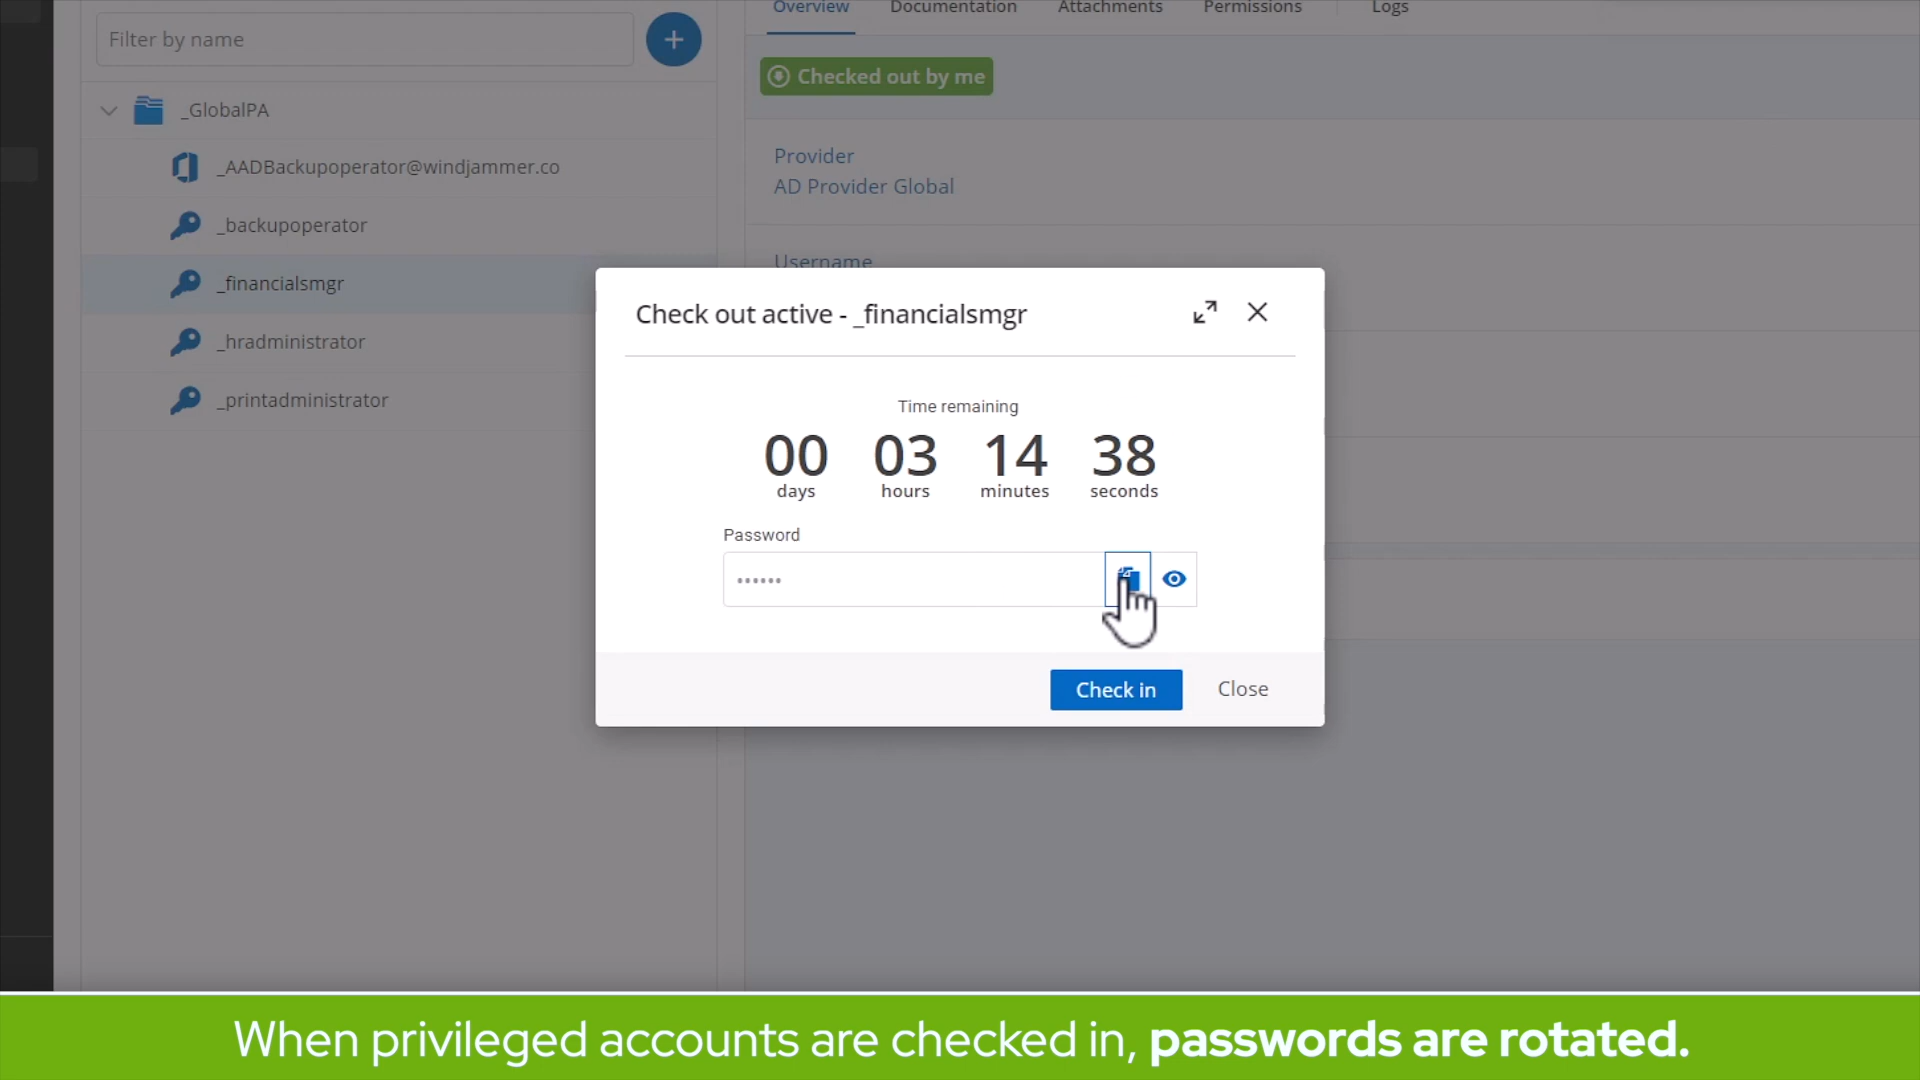 Overview Documentation Attachments Permissions Logs
Filter by name
Checked out by me
_GlobalPA
_AADBackupoperator@windjammer.co
_backupoperator
_financialsmgr
_hradministrator
_printadministrator
Provider
AD Provider Global
Username
Check out active - _financialsmgr
Time remaining
00 03 14 38
days hours minutes seconds
Password
••••••
Check in Close
When privileged accounts are checked in, passwords are rotated.